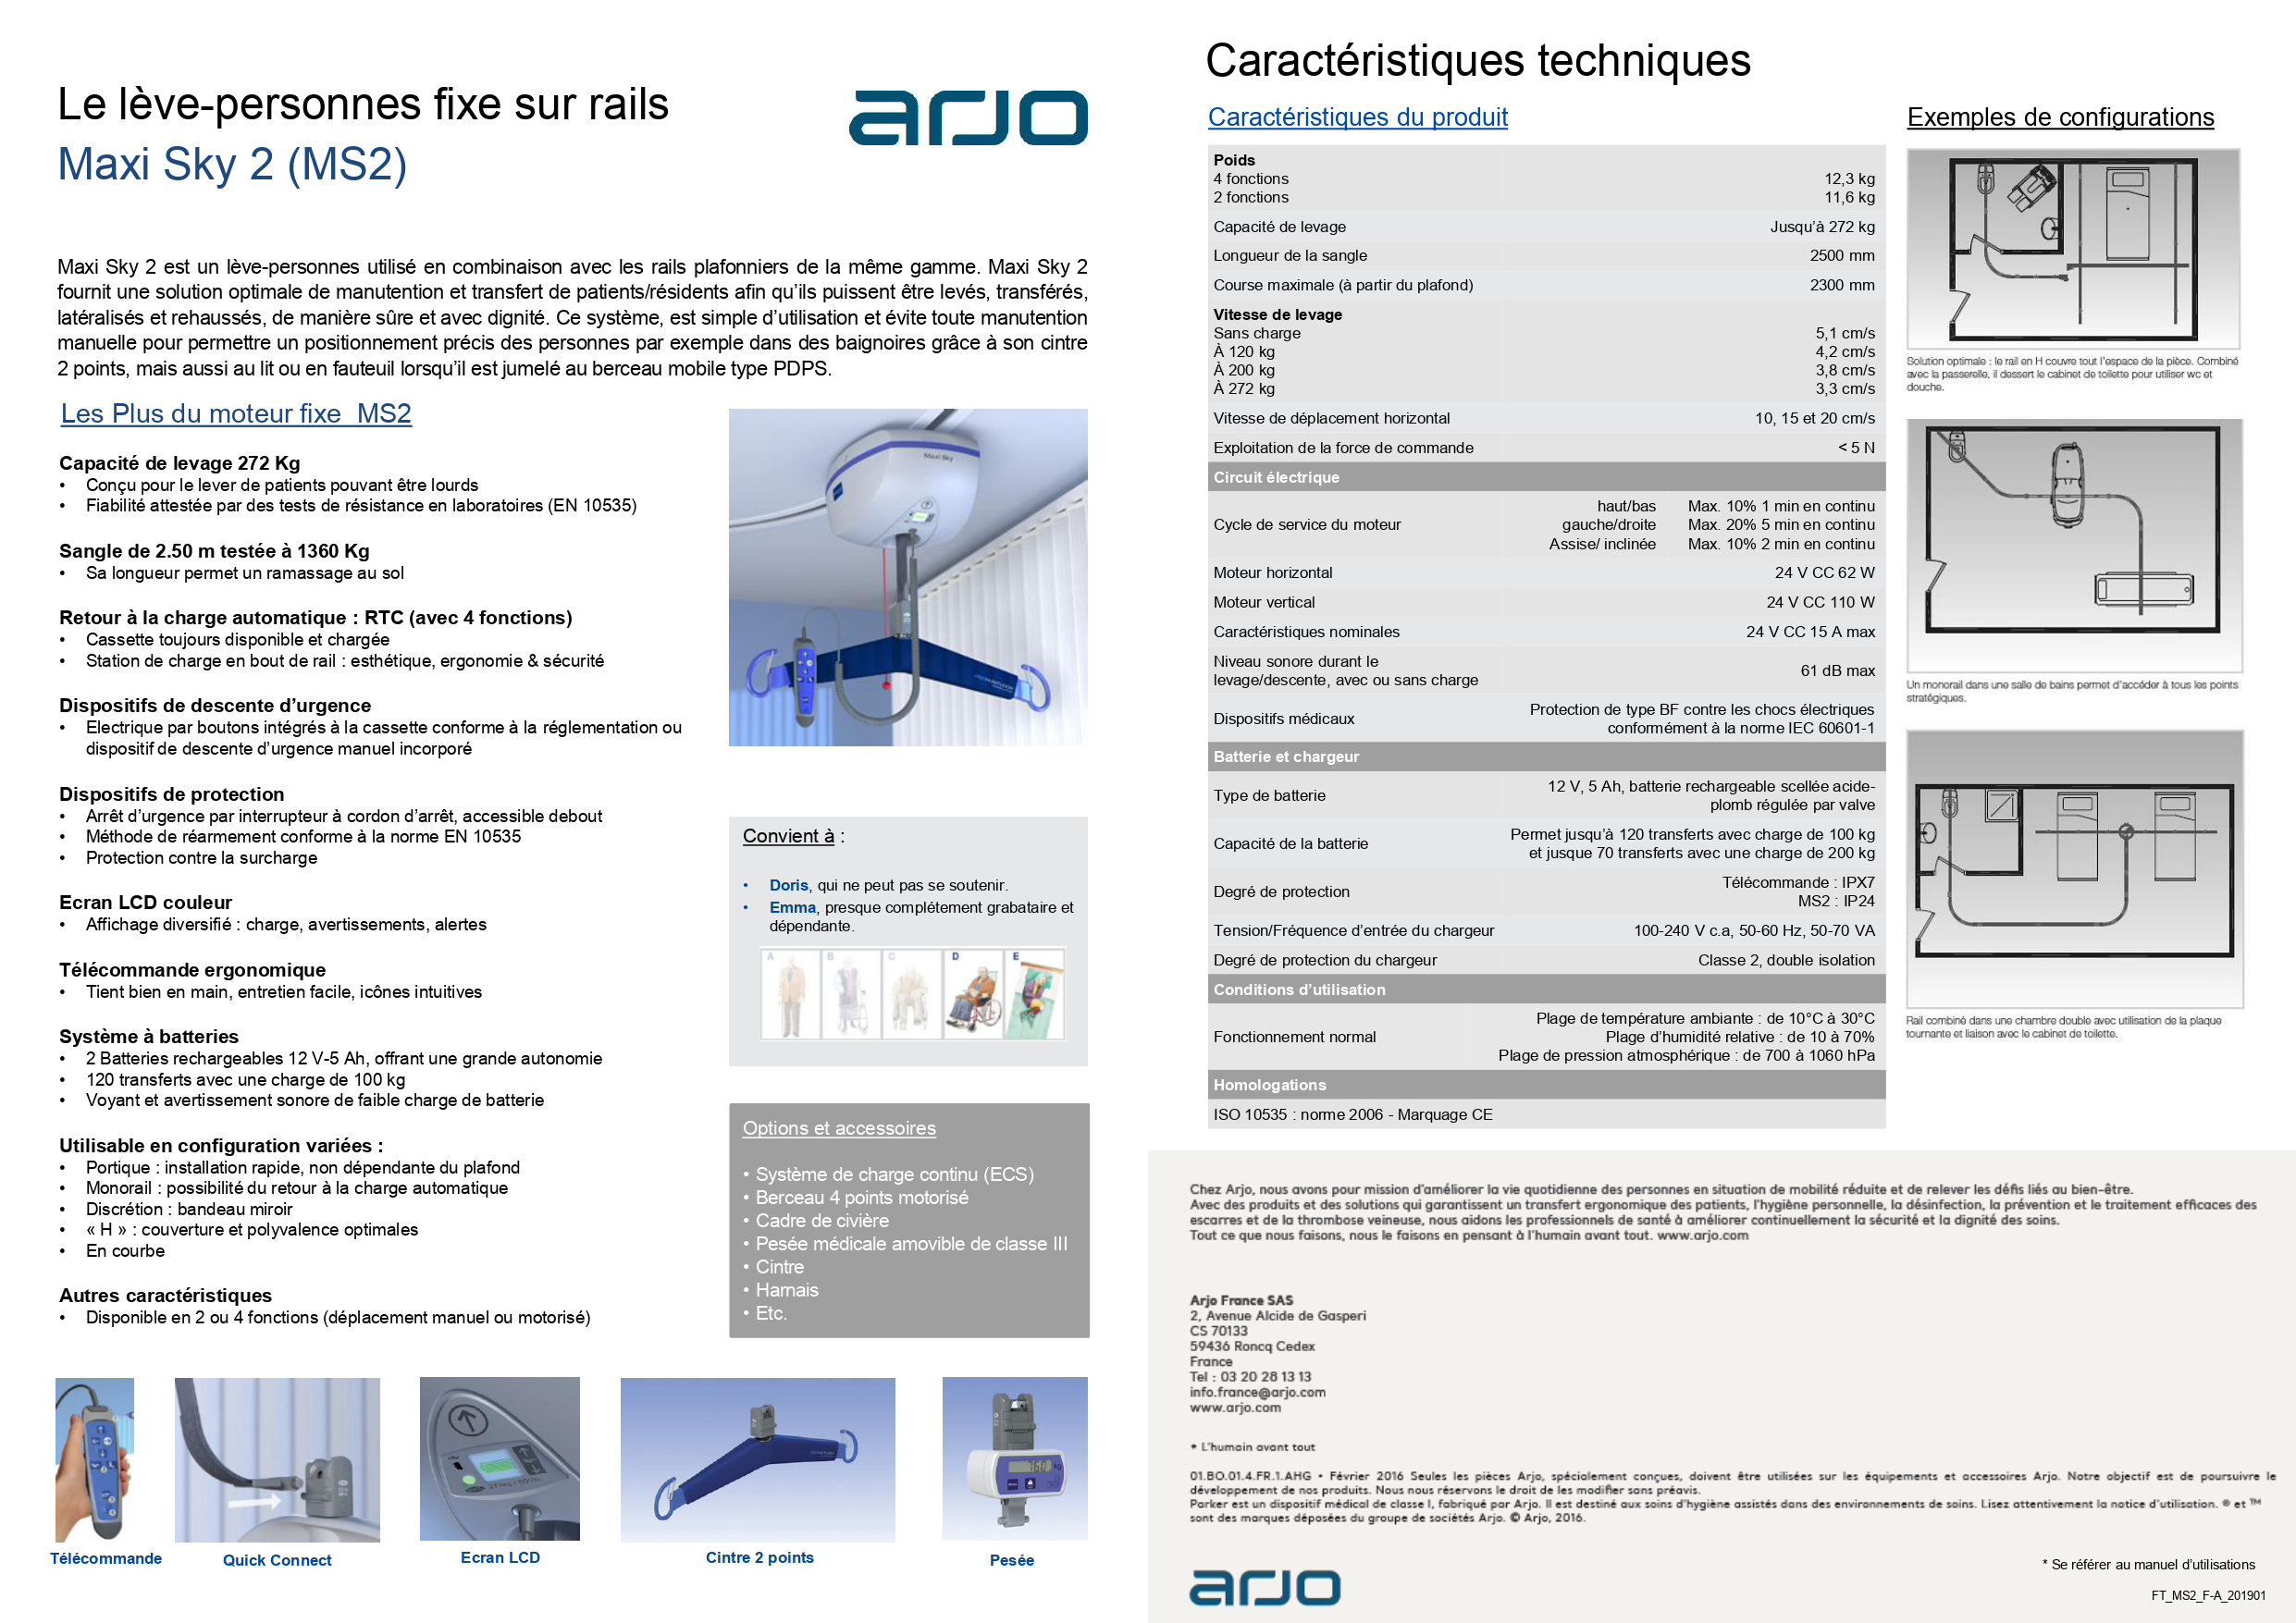 Le lève-personnes fixe sur rails
Maxi Sky 2 (MS2)
arjo
Maxi Sky 2 est un lève-personnes utilisé en combinaison avec les rails plafonniers de la même gamme. Maxi Sky 2
fournit une solution optimale de manutention et transfert de patients/résidents afin qu’ils puissent être levés, transférés,
latéralisés et rehaussés, de manière sûre et avec dignité. Ce système, est simple d’utilisation et évite toute manutention
manuelle pour permettre un positionnement précis des personnes par exemple dans des baignoires grâce à son cintre
2 points, mais aussi au lit ou en fauteuil lorsqu’il est jumelé au berceau mobile type PDPS.
Les Plus du moteur fixe MS2
Capacité de levage 272 Kg
• Conçu pour le lever de patients pouvant être lourds
• Fiabilité attestée par des tests de résistance en laboratoires (EN 10535)
Sangle de 2.50 m testée à 1360 Kg
• Sa longueur permet un ramassage au sol
Retour à la charge automatique : RTC (avec 4 fonctions)
• Cassette toujours disponible et chargée
• Station de charge en bout de rail : esthétique, ergonomie & sécurité
Dispositifs de descente d’urgence
• Electrique par boutons intégrés à la cassette conforme à la réglementation ou
dispositif de descente d’urgence manuel incorporé
Dispositifs de protection
• Arrêt d’urgence par interrupteur à cordon d’arrêt, accessible debout
• Méthode de réarmement conforme à la norme EN 10535
• Protection contre la surcharge
Ecran LCD couleur
• Affichage diversifié : charge, avertissements, alertes
Télécommande ergonomique
• Tient bien en main, entretien facile, icônes intuitives
Système à batteries
• 2 Batteries rechargeables 12 V-5 Ah, offrant une grande autonomie
• 120 transferts avec une charge de 100 kg
• Voyant et avertissement sonore de faible charge de batterie
Utilisable en configuration variées :
• Portique : installation rapide, non dépendante du plafond
• Monorail : possibilité du retour à la charge automatique
• Discrétion : bandeau miroir
• « H » : couverture et polyvalence optimales
• En courbe
Autres caractéristiques
• Disponible en 2 ou 4 fonctions (déplacement manuel ou motorisé)
Maxi Sky
Convient à :
• Doris, qui ne peut pas se soutenir.
• Emma, presque complétement grabataire et
dépendante.
A B C D E
Options et accessoires
• Système de charge continu (ECS)
• Berceau 4 points motorisé
• Cadre de civière
• Pesée médicale amovible de classe III
• Cintre
• Harnais
• Etc.
Télécommande
Quick Connect
Ecran LCD
Cintre 2 points
Pesée
Caractéristiques techniques
Caractéristiques du produit
Poids
4 fonctions 12,3 kg
2 fonctions 11,6 kg
Capacité de levage Jusqu’à 272 kg
Longueur de la sangle 2500 mm
Course maximale (à partir du plafond) 2300 mm
Vitesse de levage
Sans charge 5,1 cm/s
À 120 kg 4,2 cm/s
À 200 kg 3,8 cm/s
À 272 kg 3,3 cm/s
Vitesse de déplacement horizontal 10, 15 et 20 cm/s
Exploitation de la force de commande < 5 N
Circuit électrique
Cycle de service du moteur
haut/bas Max. 10% 1 min en continu
gauche/droite Max. 20% 5 min en continu
Assise/ inclinée Max. 10% 2 min en continu
Moteur horizontal 24 V CC 62 W
Moteur vertical 24 V CC 110 W
Caractéristiques nominales 24 V CC 15 A max
Niveau sonore durant le
levage/descente, avec ou sans charge 61 dB max
Dispositifs médicaux Protection de type BF contre les chocs électriques
conformément à la norme IEC 60601-1
Batterie et chargeur
Type de batterie 12 V, 5 Ah, batterie rechargeable scellée acide-
plomb régulée par valve
Capacité de la batterie Permet jusqu’à 120 transferts avec charge de 100 kg
et jusque 70 transferts avec une charge de 200 kg
Degré de protection Télécommande : IPX7
MS2 : IP24
Tension/Fréquence d’entrée du chargeur 100-240 V c.a, 50-60 Hz, 50-70 VA
Degré de protection du chargeur Classe 2, double isolation
Conditions d’utilisation
Fonctionnement normal Plage de température ambiante : de 10°C à 30°C
Plage d’humidité relative : de 10 à 70%
Plage de pression atmosphérique : de 700 à 1060 hPa
Homologations
ISO 10535 : norme 2006 - Marquage CE
Exemples de configurations
Solution optimale : le rail en H couvre tout l'espace de la pièce. Combiné
avec la passerelle, il dessert le cabinet de toilette pour utiliser wc et
douche.
Un monorail dans une salle de bains permet d'accéder à tous les points
stratégiques.
Rail combiné dans une chambre double avec utilisation de la plaque
tournante et liaison avec le cabinet de toilette.
Chez Arjo, nous avons pour mission d'améliorer la vie quotidienne des personnes en situation de mobilité réduite et de relever les défis liés au bien-être.
Avec des produits et des solutions qui garantissent un transfert ergonomique des patients, l'hygiène personnelle, la désinfection, la prévention et le traitement efficaces des
escarres et de la thrombose veineuse, nous aidons les professionnels de santé à améliorer continuellement la sécurité et la dignité des soins.
Tout ce que nous faisons, nous le faisons en pensant à l'humain avant tout. www.arjo.com
Arjo France SAS
2, Avenue Alcide de Gasperi
CS 70133
59436 Roncq Cedex
France
Tel : 03 20 28 13 13
info.france@arjo.com
www.arjo.com
* L'humain avant tout
01.BO.01.4.FR.1.AHG • Février 2016 Seules les pièces Arjo, spécialement conçues, doivent être utilisées sur les équipements et accessoires Arjo. Notre objectif est de poursuivre le
développement de nos produits. Nous nous réservons le droit de les modifier sans préavis.
Parker est un dispositif médical de classe I, fabriqué par Arjo. Il est destiné aux soins d'hygiène assistés dans des environnements de soins. Lisez attentivement la notice d'utilisation. ® et ™
sont des marques déposées du groupe de sociétés Arjo. © Arjo, 2016.
arjo
* Se référer au manuel d’utilisations
FT_MS2_F-A_201901